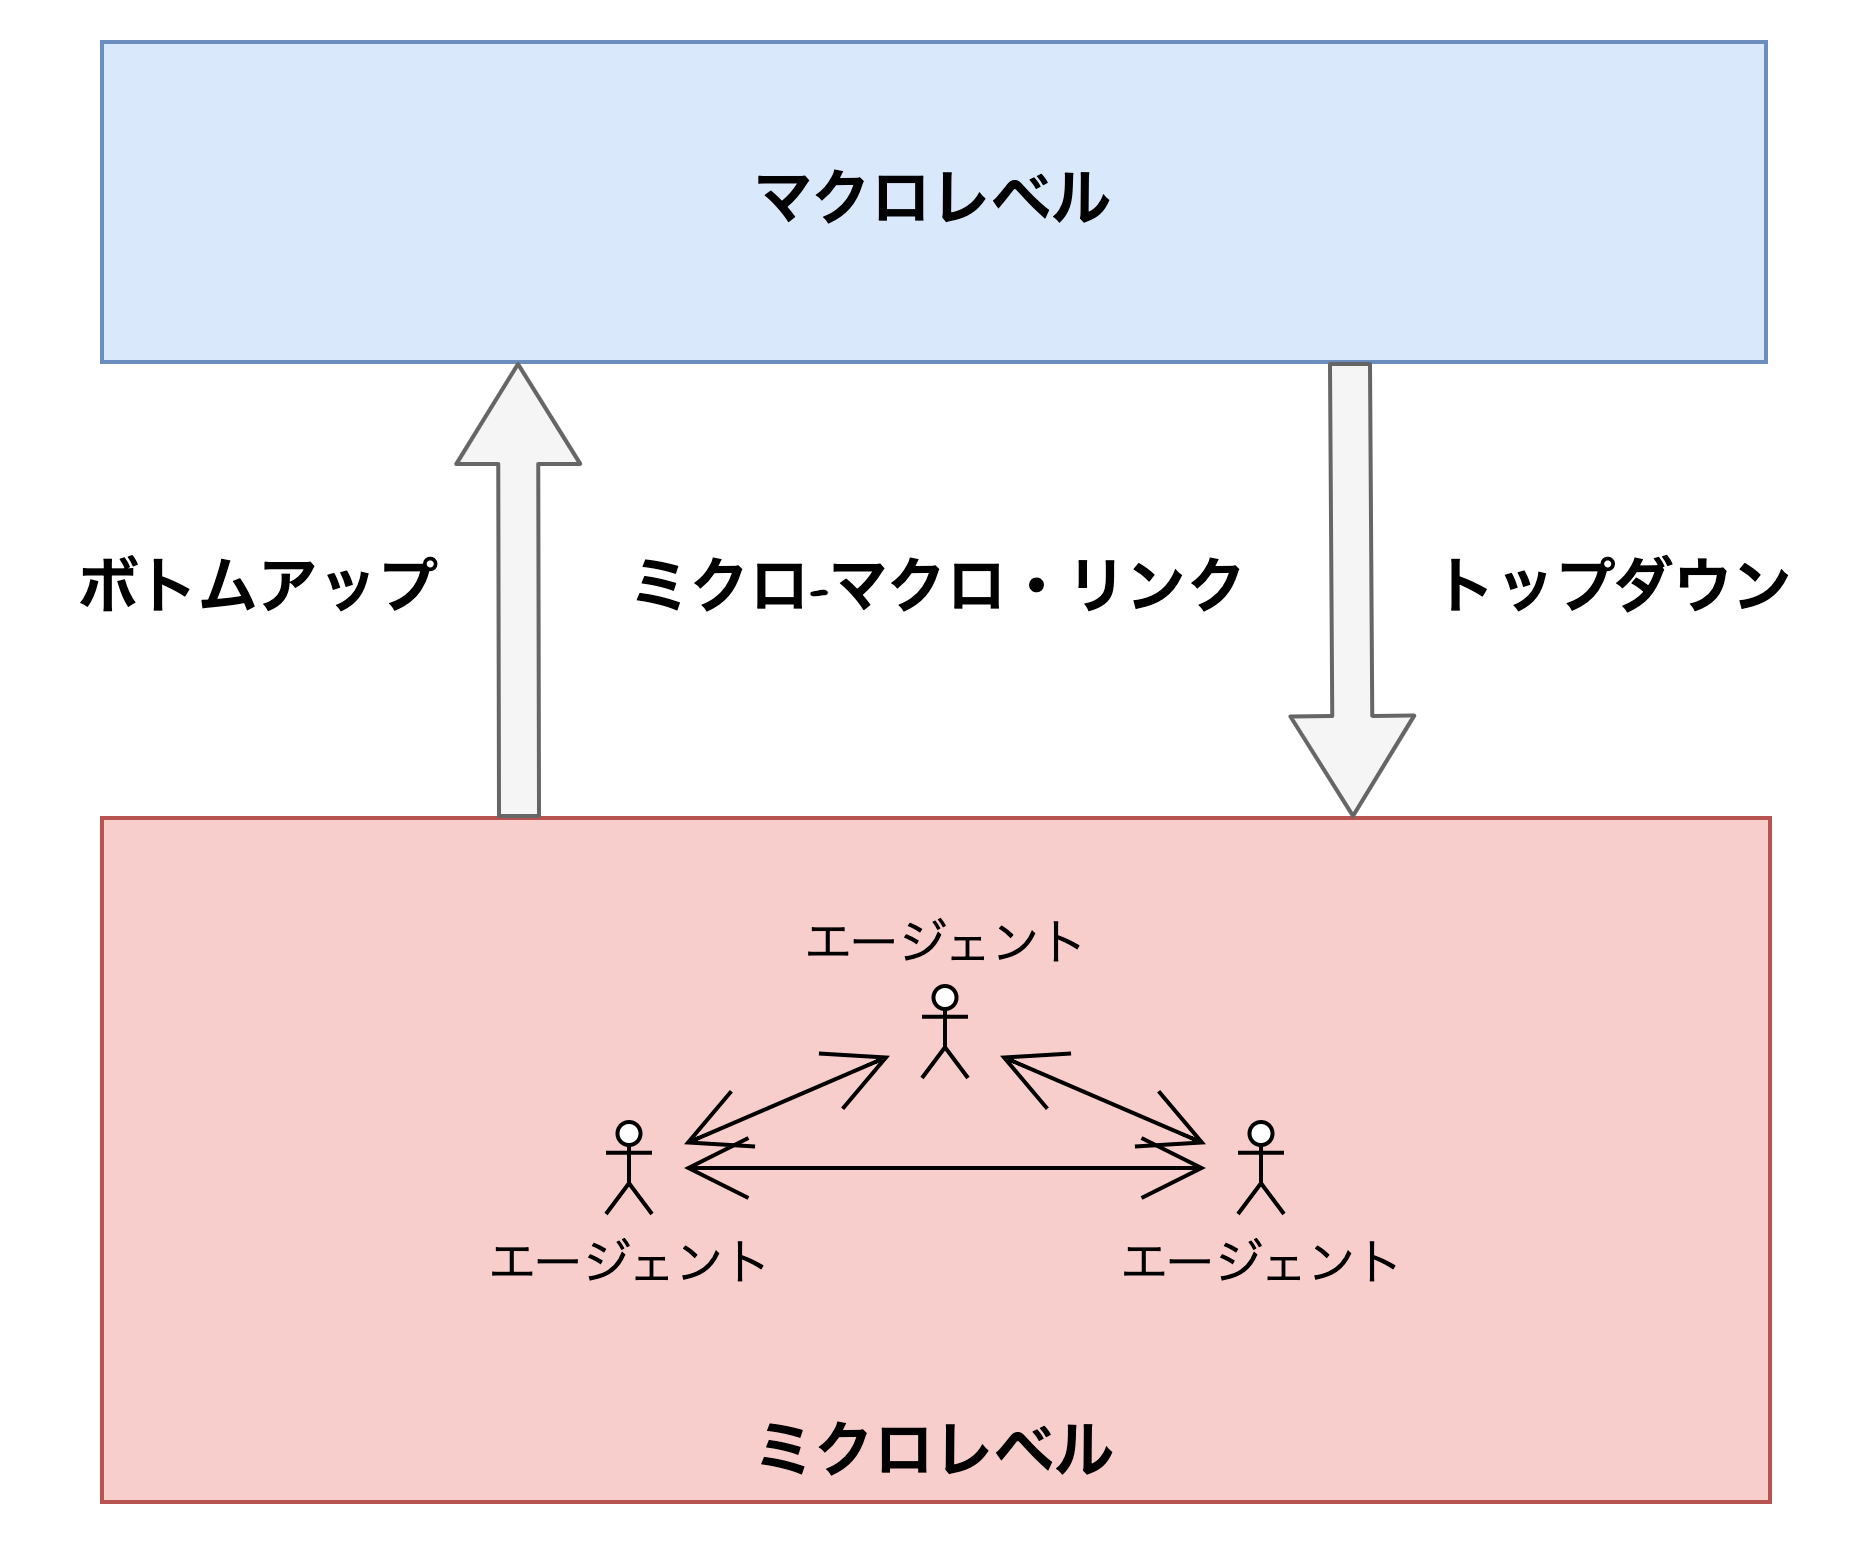 マクロレベル
ボトムアップ
ミクロ-マクロ・リンク
トップダウン
エージェント
エージェント
エージェント
ミクロレベル